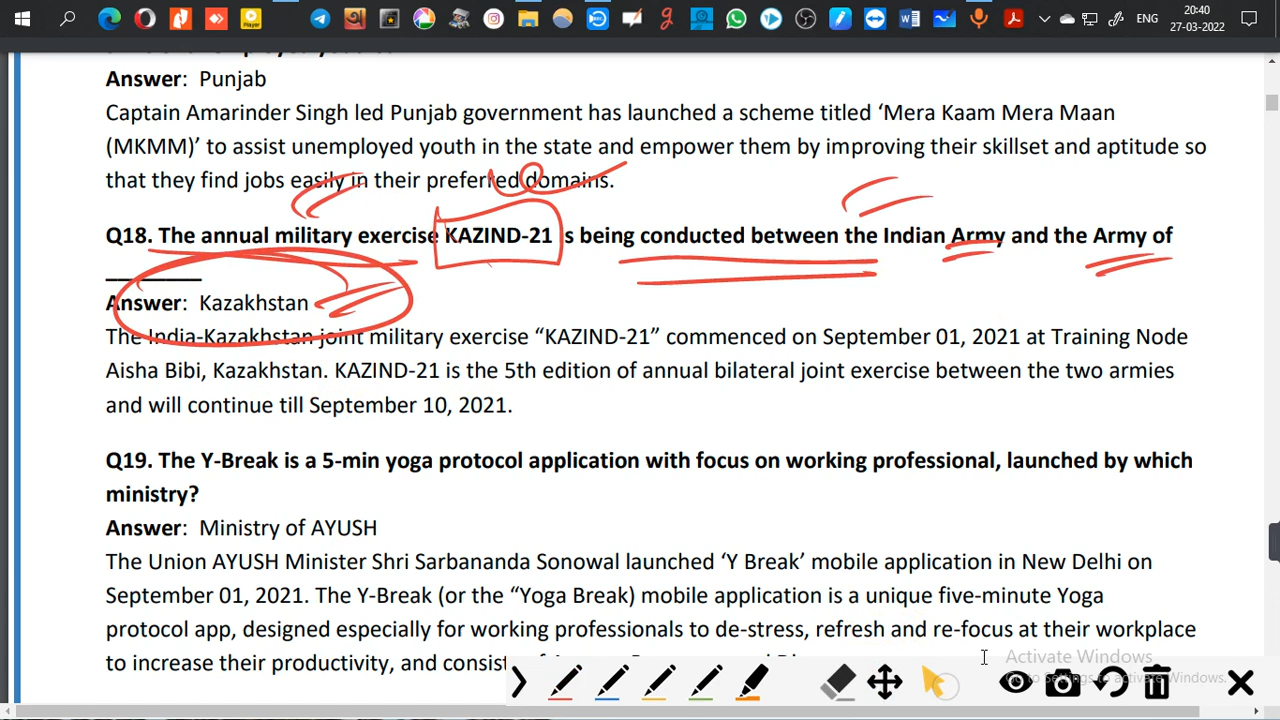 ENG
20:40
27-03-2022
Answer: Punjab
Captain Amarinder Singh led Punjab government has launched a scheme titled ‘Mera Kaam Mera Maan
(MKMM)’ to assist unemployed youth in the state and empower them by improving their skillset and aptitude so
that they find jobs easily in their preferred domains.
Q18. The annual military exercise KAZIND-21 is being conducted between the Indian Army and the Army of
________
Answer: Kazakhstan
The India-Kazakhstan joint military exercise “KAZIND-21” commenced on September 01, 2021 at Training Node
Aisha Bibi, Kazakhstan. KAZIND-21 is the 5th edition of annual bilateral joint exercise between the two armies
and will continue till September 10, 2021.
Q19. The Y-Break is a 5-min yoga protocol application with focus on working professional, launched by which
ministry?
Answer: Ministry of AYUSH
The Union AYUSH Minister Shri Sarbananda Sonowal launched ‘Y Break’ mobile application in New Delhi on
September 01, 2021. The Y-Break (or the “Yoga Break) mobile application is a unique five-minute Yoga
protocol app, designed especially for working professionals to de-stress, refresh and re-focus at their workplace
to increase their productivity, and
Activate Windows
Go to Settings to activate Windows.